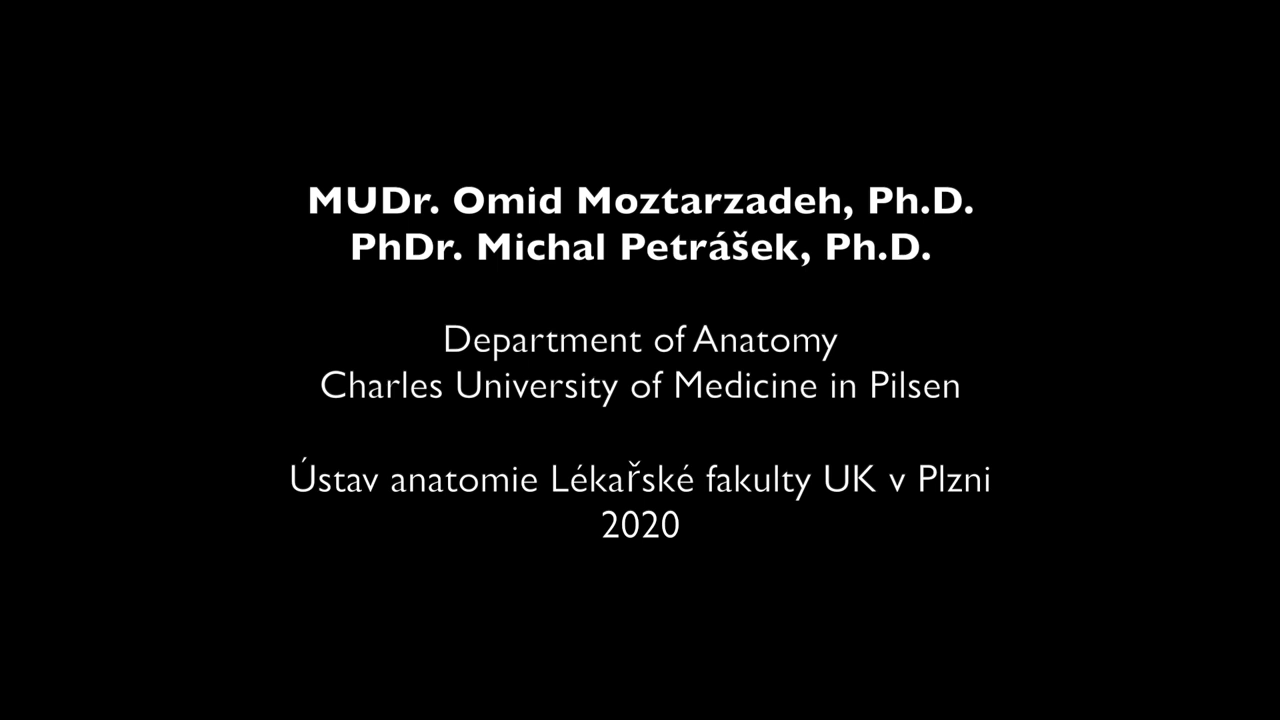 MUDr. Omid Moztarzadeh, Ph.D.
PhDr. Michal Petrášek, Ph.D.
Department of Anatomy
Charles University of Medicine in Pilsen
Ústav anatomie Lékařské fakulty UK v Plzni
2020